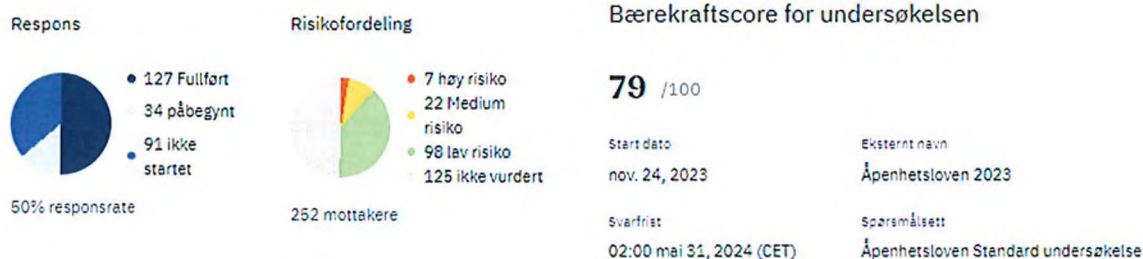 Respons
127 Fullført
34 påbegynt
91 ikke
startet
50% responsrate
Risikofordeling
7 høy risiko
22 Medium
risiko
98 lav risiko
125 ikke vurdert
252 mottakere
Bærekraftscore for undersøkelsen
79 /100
Start dato
nov. 24, 2023
Eksternt navn
Åpenhetsloven 2023
Svarfrist
02:00 mai 31, 2024 (CET)
Spørsmålsett
Åpenhetsloven Standard undersøkelse